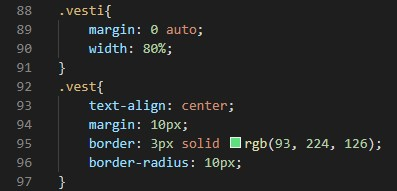 88 .vesti{
89 margin: 0 auto;
90 width: 80%;
91 }
92 .vest{
93 text-align: center;
94 margin: 10px;
95 border: 3px solid rgb(93, 224, 126);
96 border-radius: 10px;
97 }